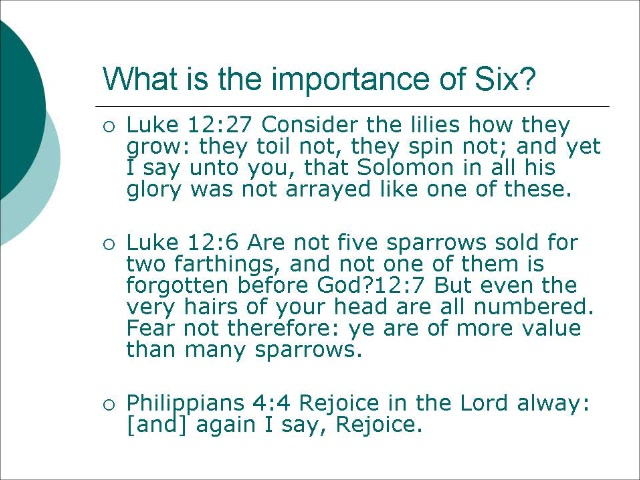 What is the importance of Six?
Luke 12:27 Consider the lilies how they
grow: they toil not, they spin not; and yet
I say unto you, that Solomon in all his
glory was not arrayed like one of these.
Luke 12:6 Are not five sparrows sold for
two farthings, and not one of them is
forgotten before God?12:7 But even the
very hairs of your head are all numbered.
Fear not therefore: ye are of more value
than many sparrows.
Philippians 4:4 Rejoice in the Lord alway:
[and] again I say, Rejoice.